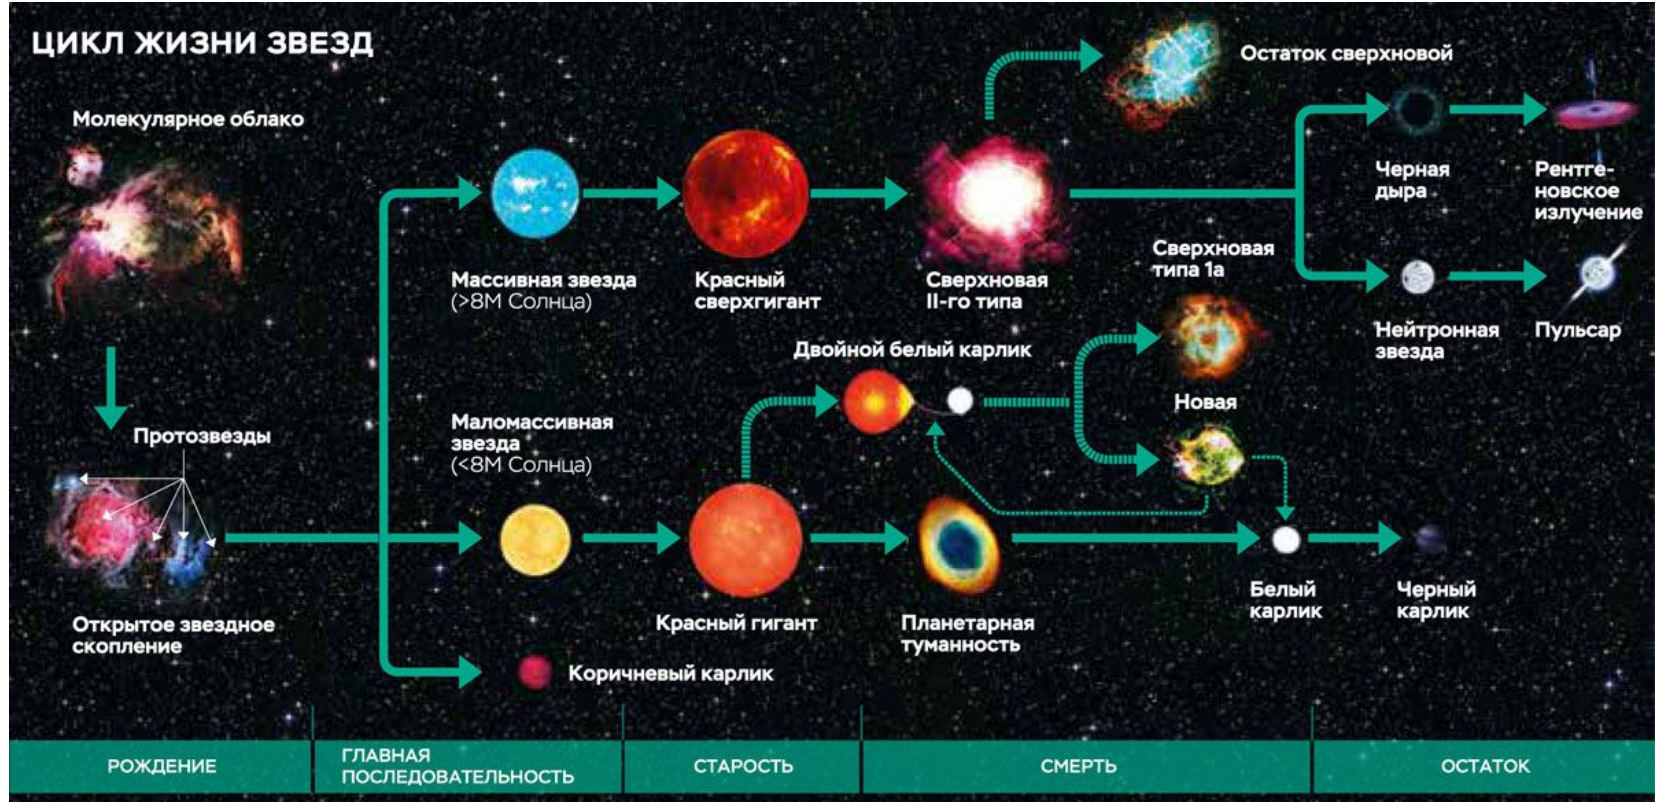 ЦИКЛ ЖИЗНИ ЗВЕЗД
Молекулярное облако
Протозвезды
Открытое звездное
скопление
Массивная звезда
(>8М Солнца)
Красный
сверхгигант
Сверхновая
II-го типа
Остаток сверхновой
Черная
дыра
Рентге-
новское
излучение
Нейтронная
звезда
Пульсар
Сверхновая
типа 1а
Двойной белый карлик
Новая
Маломассивная
звезда
(<8М Солнца)
Красный гигант
Планетарная
туманность
Белый
карлик
Черный
карлик
Коричневый карлик
РОЖДЕНИЕ
ГЛАВНАЯ
ПОСЛЕДОВАТЕЛЬНОСТЬ
СТАРОСТЬ
СМЕРТЬ
ОСТАТОК